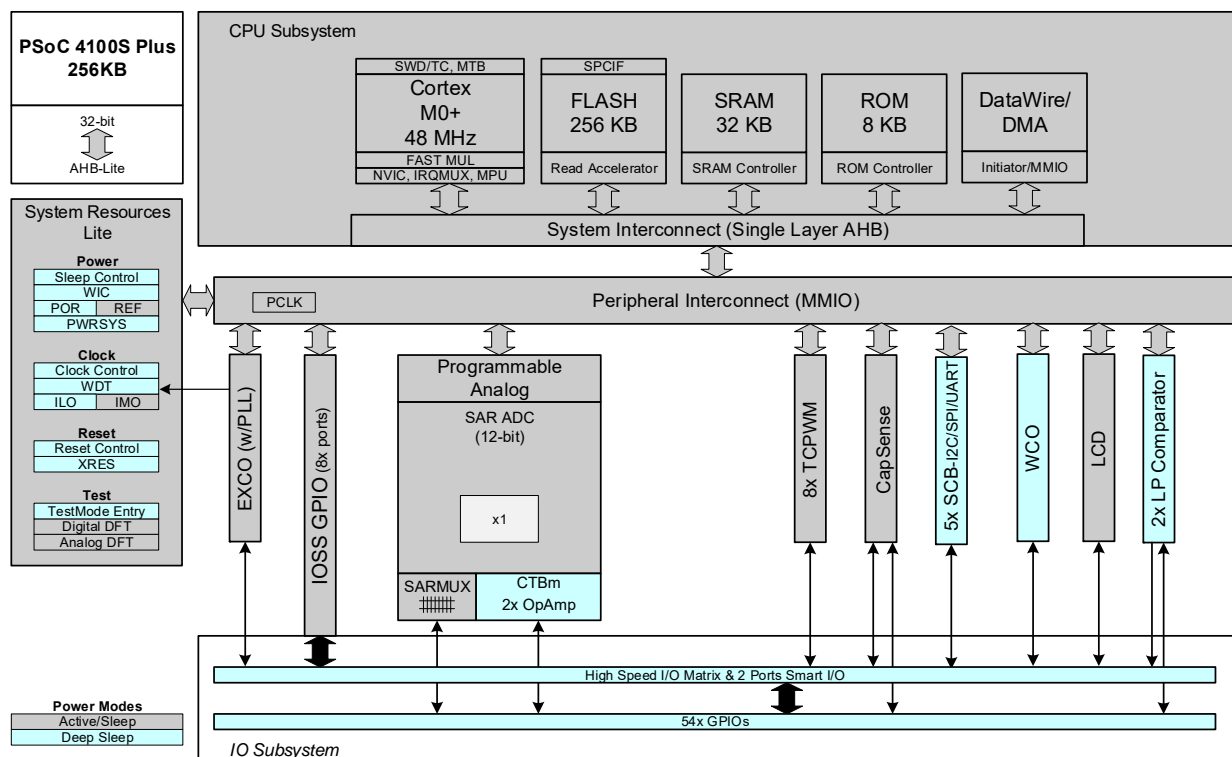 PSoC 4100S Plus
256KB
32-bit
AHB-Lite
CPU Subsystem
SWD/TC, MTB
Cortex
M0+
48 MHz
FAST MUL
NVIC, IRQMUX, MPU
SPCIF
FLASH
256 KB
Read Accelerator
SRAM
32 KB
SRAM Controller
ROM
8 KB
ROM Controller
DataWire/
DMA
Initiator/MMIO
System Interconnect (Single Layer AHB)
System Resources
Lite
Power
Sleep Control
WIC
POR
REF
PWRSYS
Clock
Clock Control
WDT
ILO
IMO
Reset
Reset Control
XRES
Test
TestMode Entry
Digital DFT
Analog DFT
PCLK
Peripheral Interconnect (MMIO)
EXCO (w/PLL)
IOSS GPIO (8x ports)
Programmable
Analog
SAR ADC
(12-bit)
x1
SARMUX
CTBm
2x OpAmp
8x TCPWM
CapSense
5x SCB-I2C/SPI/UART
WCO
LCD
2x LP Comparator
High Speed I/O Matrix & 2 Ports Smart I/O
54x GPIOs
IO Subsystem
Power Modes
Active/Sleep
Deep Sleep